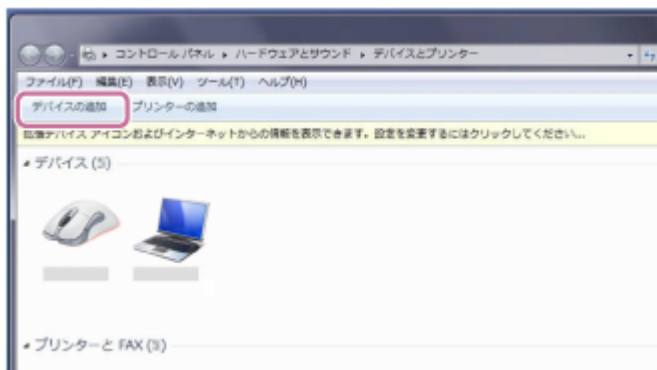 コントロール パネル ▸ ハードウェアとサウンド ▸ デバイスとプリンター
ファイル(F) 編集(E) 表示(V) ツール(T) ヘルプ(H)
デバイスの追加 プリンターの追加
拡張デバイス アイコンおよびインターネットからの情報を表示できます。設定を変更するにはクリックしてください...
デバイス (5)
プリンターと FAX (5)